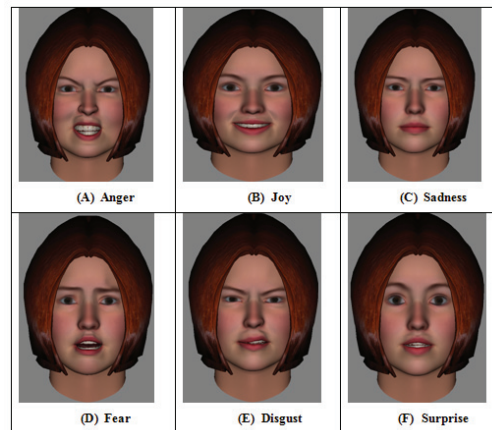 (A) Anger
(B) Joy
(C) Sadness
(D) Fear
(E) Disgust
(F) Surprise